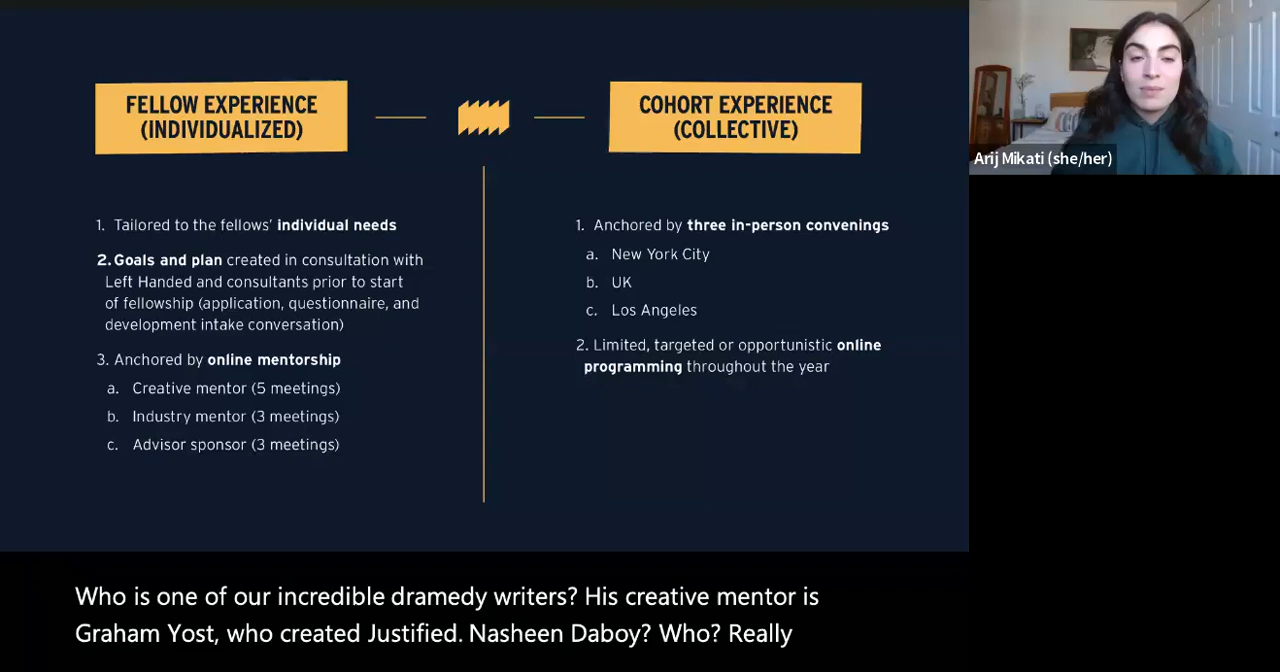 FELLOW EXPERIENCE
(INDIVIDUALIZED)
1. Tailored to the fellows' individual needs
2. Goals and plan created in consultation with
Left Handed and consultants prior to start
of fellowship (application, questionnaire, and
development intake conversation)
3. Anchored by online mentorship
a. Creative mentor (5 meetings)
b. Industry mentor (3 meetings)
c. Advisor sponsor (3 meetings)
COHORT EXPERIENCE
(COLLECTIVE)
1. Anchored by three in-person convenings
a. New York City
b. UK
c. Los Angeles
2. Limited, targeted or opportunistic online
programming throughout the year
Arij Mikati (she/her)
Who is one of our incredible dramedy writers? His creative mentor is
Graham Yost, who created Justified. Nasheen Daboy? Who? Really